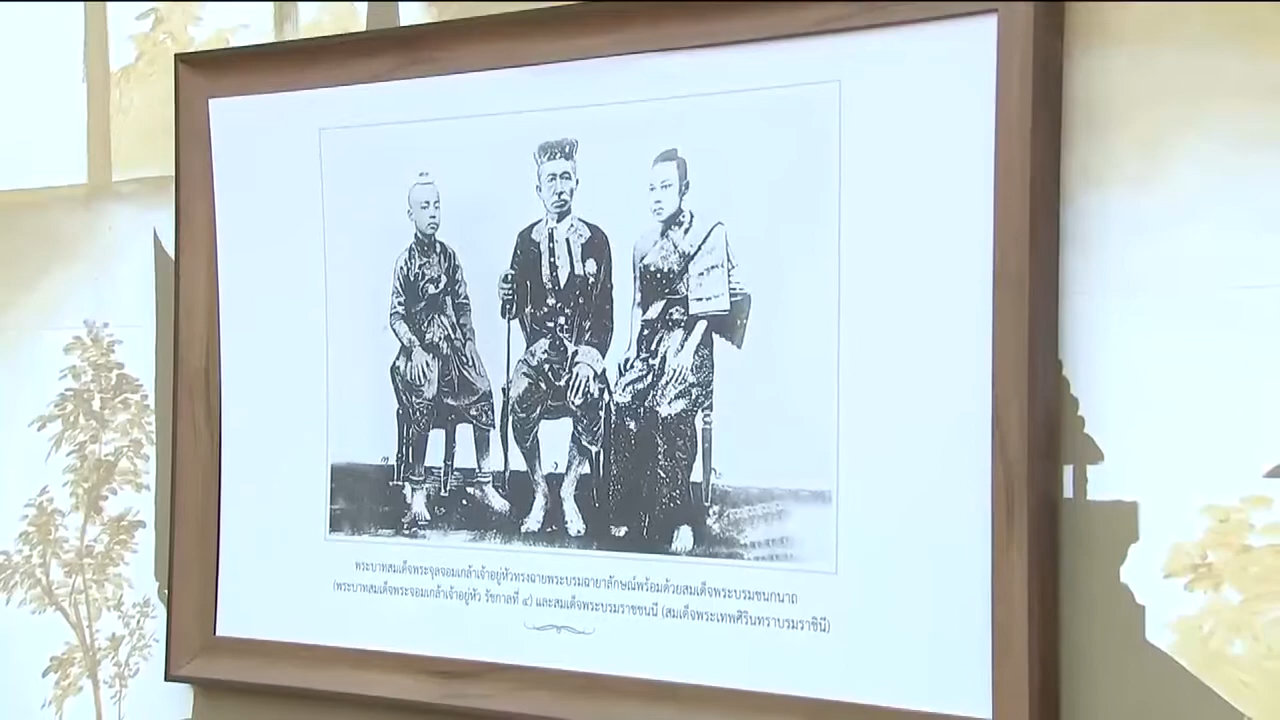 พระบาทสมเด็จพระจุลจอมเกล้าเจ้าอยู่หัวทรงฉายพระบรมฉายาลักษณ์พร้อมด้วยสมเด็จพระบรมชนกนาถ
(พระบาทสมเด็จพระจอมเกล้าเจ้าอยู่หัว รัชกาลที่ ๔) และสมเด็จพระบรมราชชนนี (สมเด็จพระเทพศิรินทราบรมราชินี)